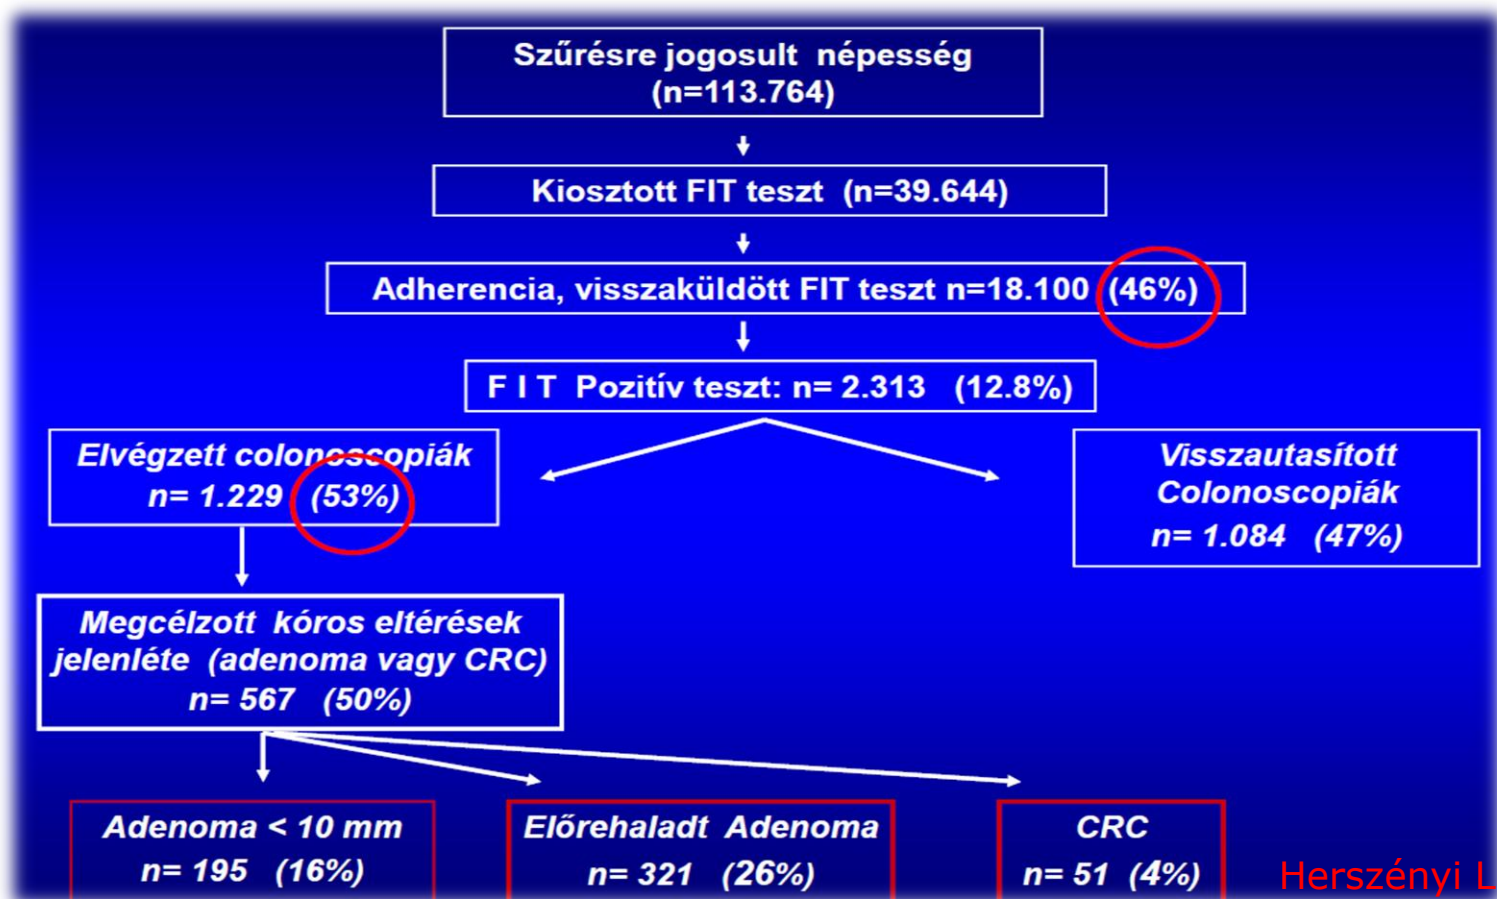 Szűrésre jogosult népesség
(n=113.764)
Kiosztott FIT teszt (n=39.644)
Adherencia, visszaküldött FIT teszt n=18.100 (46%)
F I T Pozitív teszt: n= 2.313 (12.8%)
Elvégzett colonoscopiák
n= 1.229 (53%)
Visszautasított
Colonoscopiák
n= 1.084 (47%)
Megcélzott kóros eltérések
jelenléte (adenoma vagy CRC)
n= 567 (50%)
Adenoma < 10 mm
n= 195 (16%)
Előrehaladt Adenoma
n= 321 (26%)
CRC
n= 51 (4%)
Herszényi L